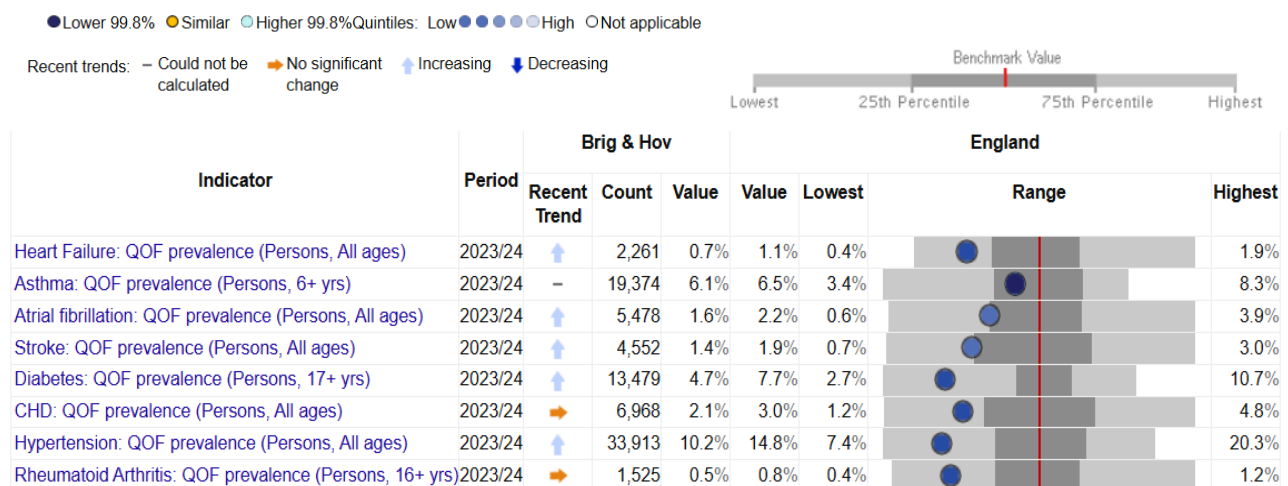 Lower 99.8% Similar Higher 99.8%Quintiles: Low High Not applicable
Recent trends: – Could not be calculated No significant change Increasing Decreasing
Benchmark Value
Lowest 25th Percentile 75th Percentile Highest
Brig & Hov England
Indicator Period Recent Trend Count Value Value Lowest Range Highest
Heart Failure: QOF prevalence (Persons, All ages) 2023/24 2,261 0.7% 1.1% 0.4% 1.9%
Asthma: QOF prevalence (Persons, 6+ yrs) 2023/24 – 19,374 6.1% 6.5% 3.4% 8.3%
Atrial fibrillation: QOF prevalence (Persons, All ages) 2023/24 5,478 1.6% 2.2% 0.6% 3.9%
Stroke: QOF prevalence (Persons, All ages) 2023/24 4,552 1.4% 1.9% 0.7% 3.0%
Diabetes: QOF prevalence (Persons, 17+ yrs) 2023/24 13,479 4.7% 7.7% 2.7% 10.7%
CHD: QOF prevalence (Persons, All ages) 2023/24 6,968 2.1% 3.0% 1.2% 4.8%
Hypertension: QOF prevalence (Persons, All ages) 2023/24 33,913 10.2% 14.8% 7.4% 20.3%
Rheumatoid Arthritis: QOF prevalence (Persons, 16+ yrs) 2023/24 1,525 0.5% 0.8% 0.4% 1.2%